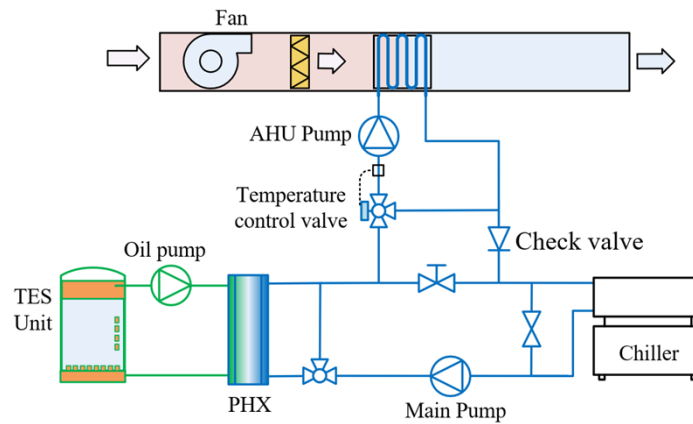 Fan
AHU Pump
Temperature
control valve
Check valve
Oil pump
TES
Unit
Chiller
PHX
Main Pump